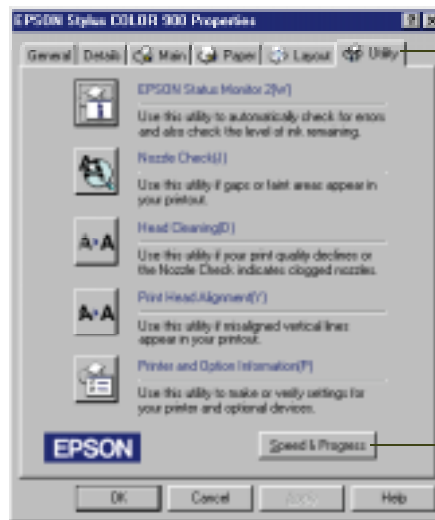 EPSON Stylus COLOR 900 Properties
General Details Main Paper Layout Utility
EPSON Status Monitor 2(W)
Use this utility to automatically check for errors
and also check the level of ink remaining.
Nozzle Check(J)
Use this utility if gaps or faint areas appear in
your printout.
Head Cleaning(D)
Use this utility if your print quality declines or
the Nozzle Check indicates clogged nozzles.
Print Head Alignment(Y)
Use this utility if misaligned vertical lines
appear in your printout.
Printer and Option Information(P)
Use this utility to make or verify settings for
your printer and optional devices.
EPSON
Speed & Progress
OK Cancel Apply Help